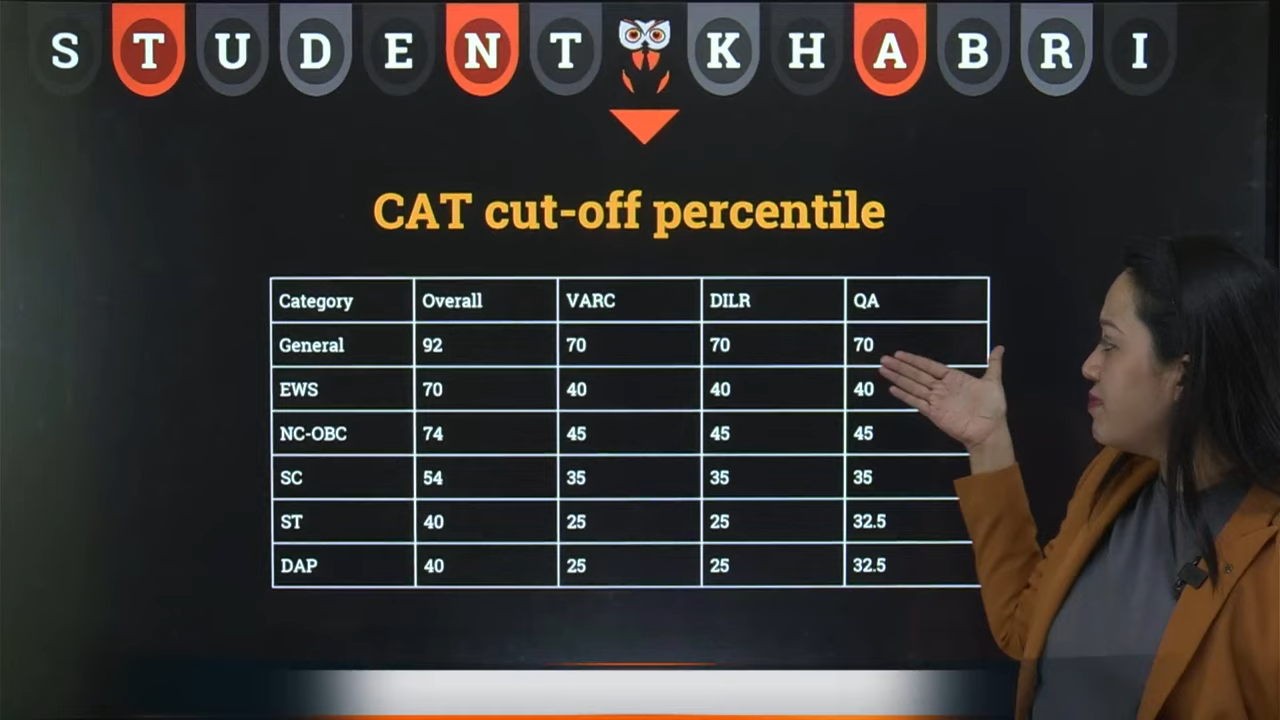 STUDENT KHABRI
CAT cut-off percentile
Category Overall VARC DILR QA
General 92 70 70 70
EWS 70 40 40 40
NC-OBC 74 45 45 45
SC 54 35 35 35
ST 40 25 25 32.5
DAP 40 25 25 32.5